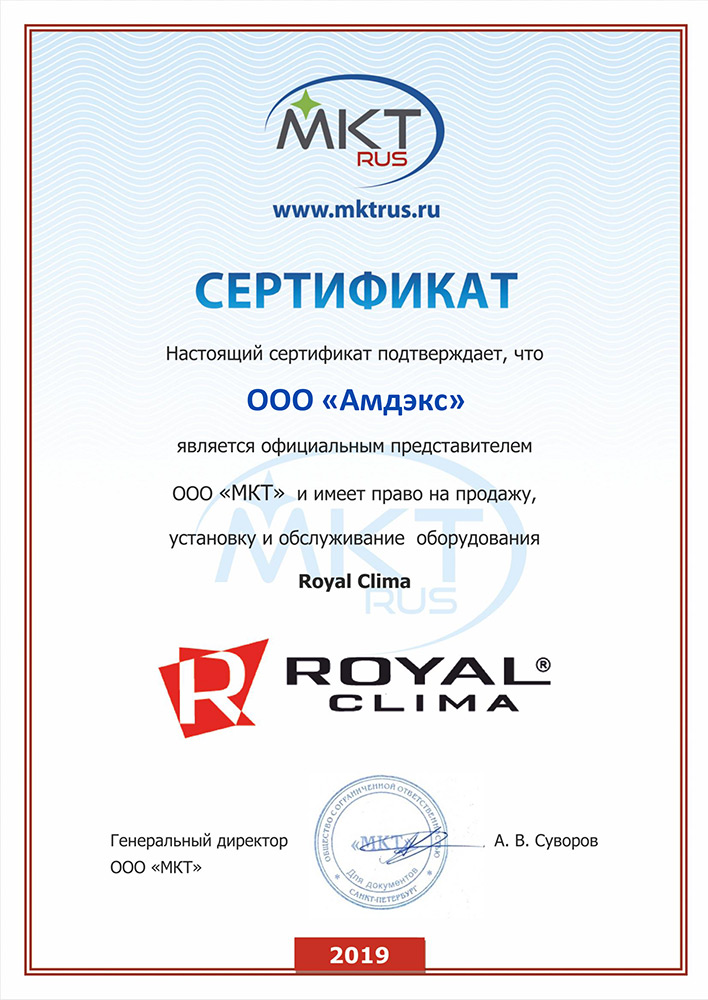 MKT
RUS
www.mktrus.ru
СЕРТИФИКАТ
Настоящий сертификат подтверждает, что
ООО «Амдэкс»
является официальным представителем
ООО «МКТ» и имеет право на продажу,
установку и обслуживание оборудования
Royal Clima
MKT
RUS
R ROYAL®
CLIMA
ОБЩЕСТВО С ОГРАНИЧЕННОЙ ОТВЕТСТВЕННОСТЬЮ
«МКТ»
Для документов
* САНКТ-ПЕТЕРБУРГ *
Генеральный директор А. В. Суворов
ООО «МКТ»
2019